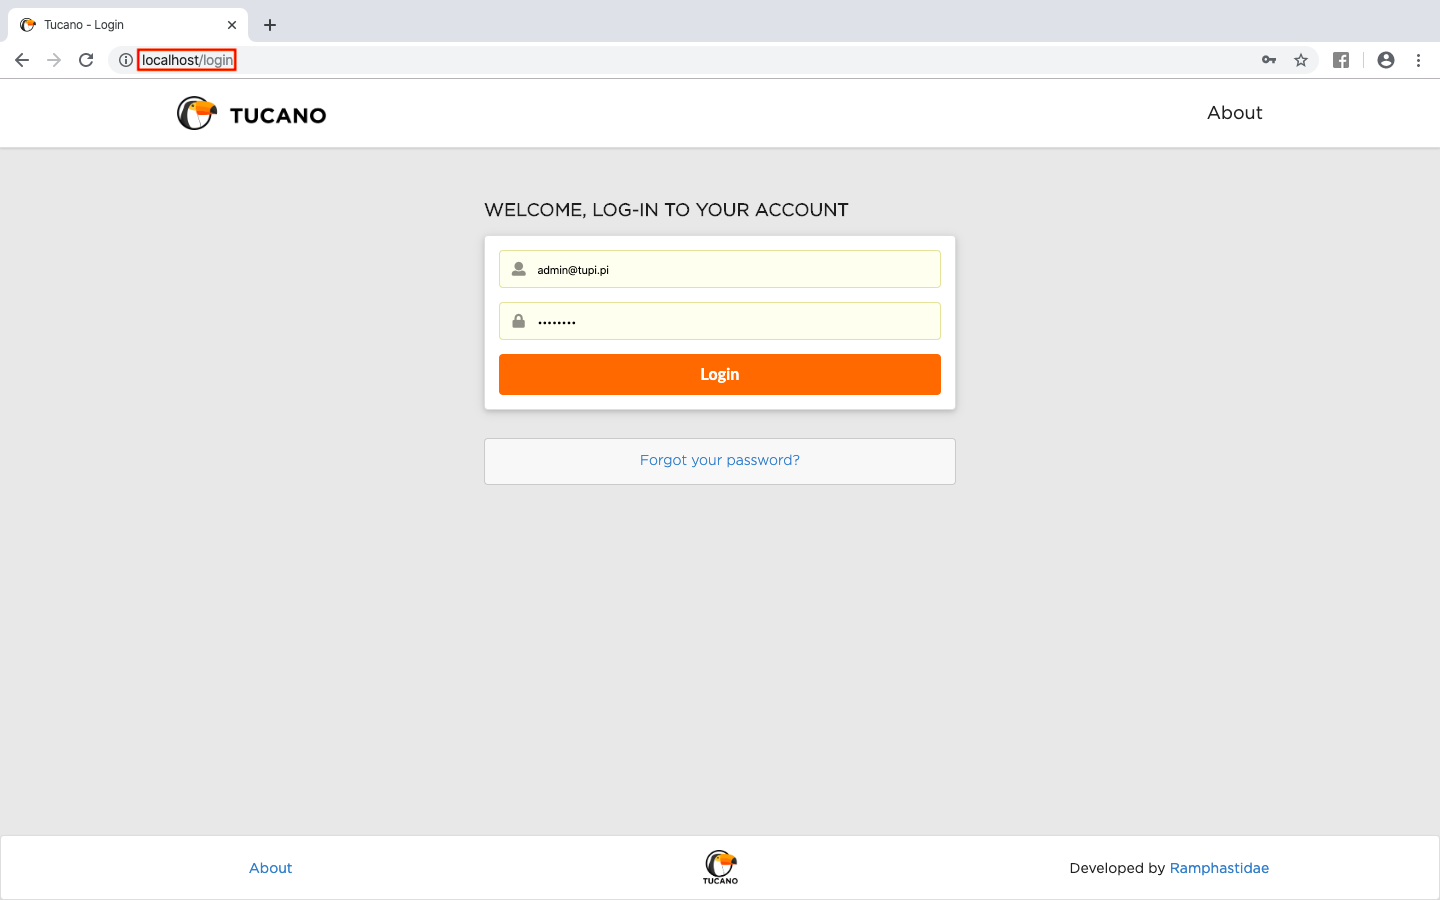 Tucano - Login
localhost/login
TUCANO
About
WELCOME, LOG-IN TO YOUR ACCOUNT
admin@tupi.pi
••••••••
Login
Forgot your password?
About
TUCANO
Developed by Ramphastidae